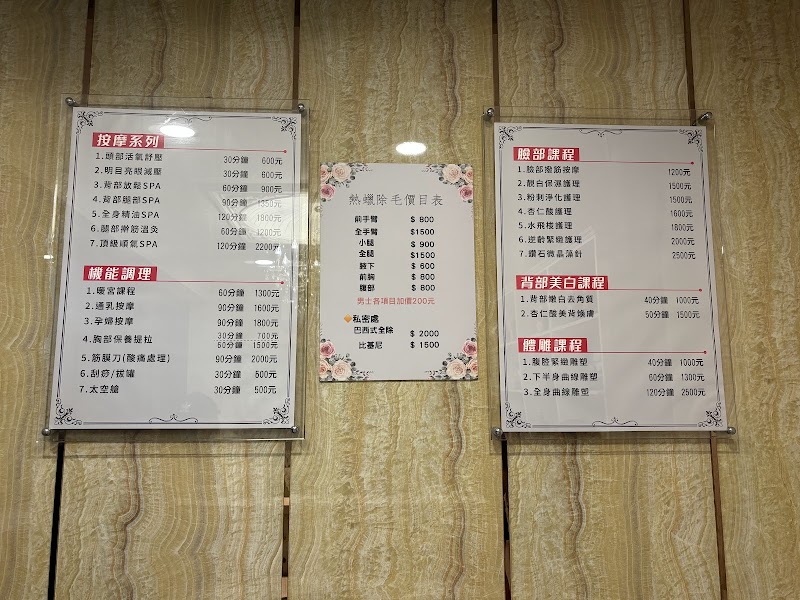 按摩系列
1.頭部活氧舒壓 30分鐘 600元
2.明目亮眼減壓 30分鐘 600元
3.背部放鬆SPA 60分鐘 900元
4.背部腿部SPA 90分鐘 1350元
5.全身精油SPA 120分鐘 1800元
6.腿部撥筋溫灸 60分鐘 1200元
7.頂級順氣SPA 120分鐘 2200元
機能調理
1.暖宮課程 60分鐘 1300元
2.通乳按摩 90分鐘 1600元
3.孕婦按摩 90分鐘 1800元
4.胸部保養提拉 30分鐘 700元
60分鐘 1500元
5.筋膜刀(酸痛處理) 90分鐘 2000元
6.刮痧/拔罐 30分鐘 500元
7.太空艙 30分鐘 500元
熱蠟除毛價目表
前手臂 $ 800
全手臂 $1500
小腿 $ 900
全腿 $1500
腋下 $ 600
前胸 $ 800
腹部 $ 800
男士各項目加價200元
私密處
巴西式全除 $ 2000
比基尼 $ 1500
臉部課程
1.臉部撥筋按摩 1200元
2.靚白保濕護理 1500元
3.粉刺淨化護理 1500元
4.杏仁酸護理 1600元
5.水飛梭護理 1800元
6.逆齡緊緻護理 2000元
7.鑽石微晶藻針 2500元
背部美白課程
1.背部嫩白去角質 40分鐘 1000元
2.杏仁酸美背煥膚 50分鐘 1500元
體雕課程
1.腹腔緊緻雕塑 40分鐘 1000元
2.下半身曲線雕塑 60分鐘 1300元
3.全身曲線雕塑 120分鐘 2500元